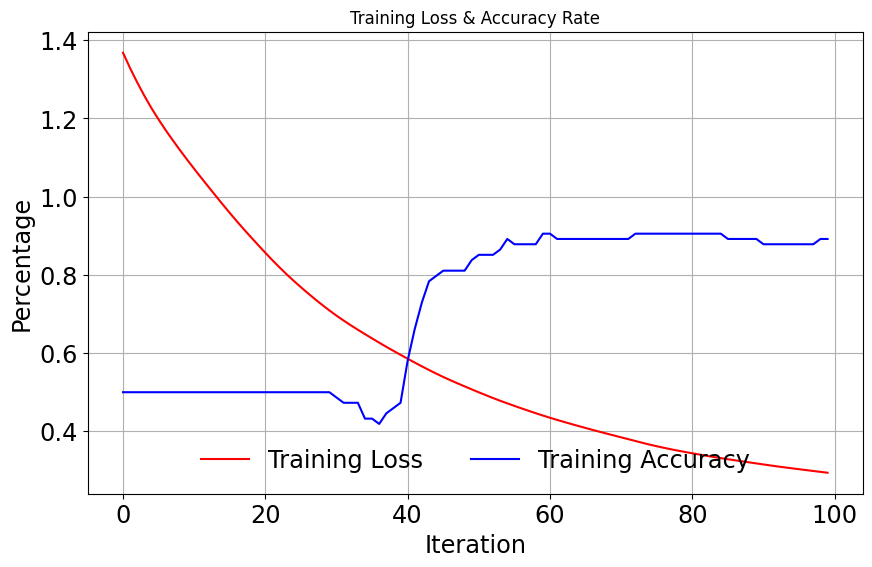 Training Loss & Accuracy Rate
1.4
1.2
1.0
0.8
0.6
0.4
Percentage
Training Loss
Training Accuracy
0 20 40 60 80 100
Iteration